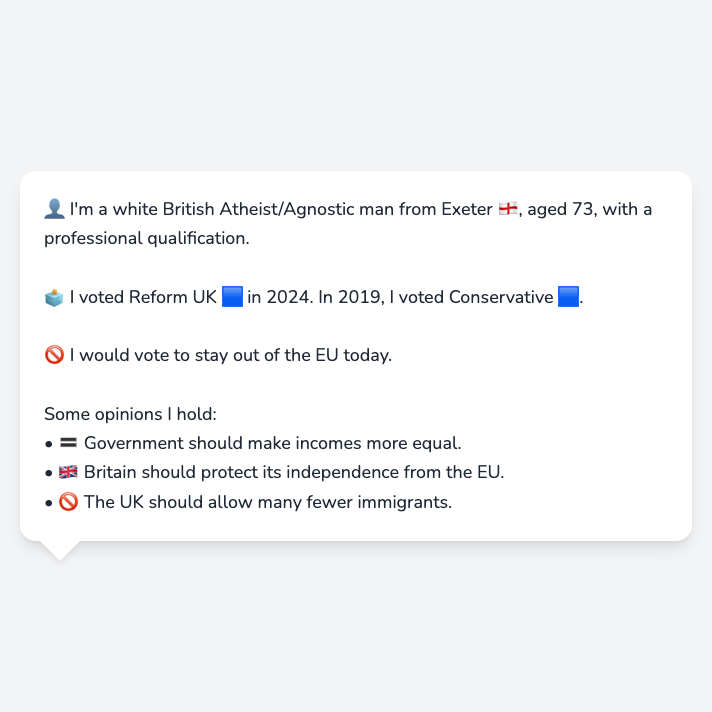 👤 I'm a white British Atheist/Agnostic man from Exeter 🏴󠁧󠁢󠁥󠁮󠁧󠁿, aged 73, with a
professional qualification.
🗳️ I voted Reform UK 🟦 in 2024. In 2019, I voted Conservative 🟦.
🚫 I would vote to stay out of the EU today.
Some opinions I hold:
• 🟰 Government should make incomes more equal.
• 🇬🇧 Britain should protect its independence from the EU.
• 🚫 The UK should allow many fewer immigrants.